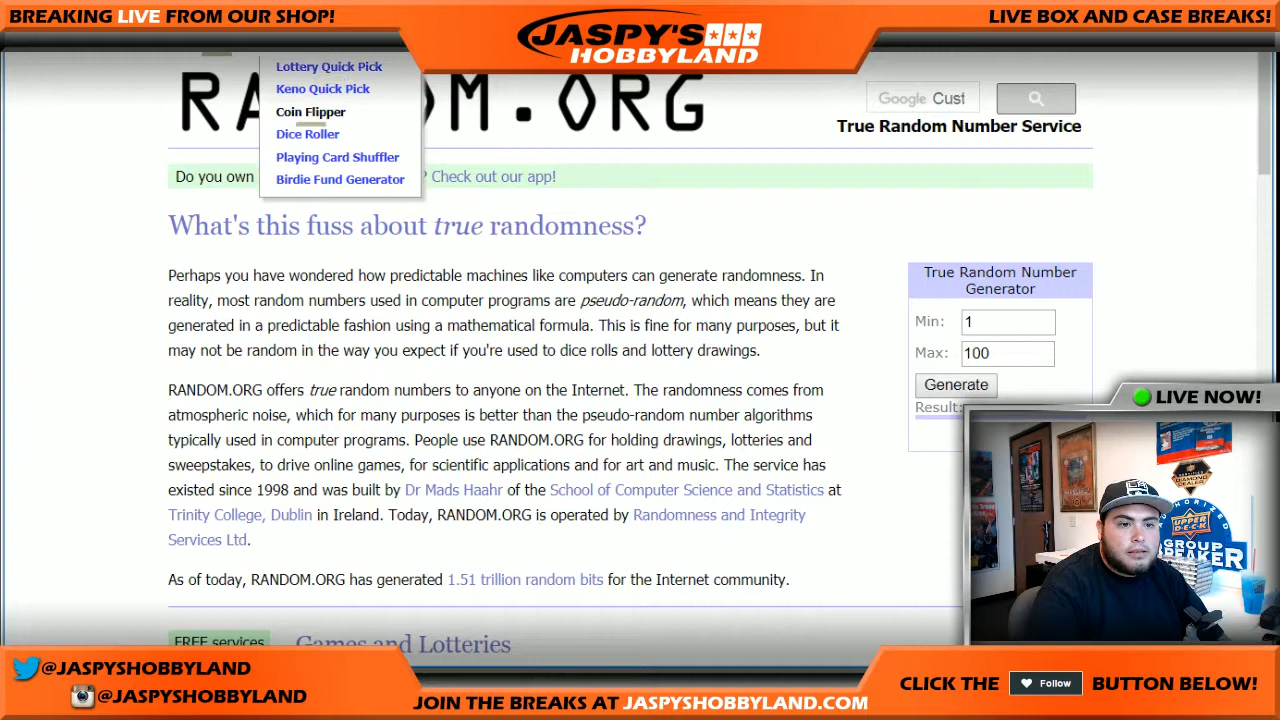 BREAKING LIVE FROM OUR SHOP!
JASPY'S
HOBBYLAND
LIVE BOX AND CASE BREAKS!
Lottery Quick Pick
Keno Quick Pick
Coin Flipper
Dice Roller
Playing Card Shuffler
Birdie Fund Generator
RA
M.ORG
Google Cust
True Random Number Service
Do you own
? Check out our app!
What's this fuss about true randomness?
Perhaps you have wondered how predictable machines like computers can generate randomness. In
reality, most random numbers used in computer programs are pseudo-random, which means they are
generated in a predictable fashion using a mathematical formula. This is fine for many purposes, but it
may not be random in the way you expect if you're used to dice rolls and lottery drawings.
RANDOM.ORG offers true random numbers to anyone on the Internet. The randomness comes from
atmospheric noise, which for many purposes is better than the pseudo-random number algorithms
typically used in computer programs. People use RANDOM.ORG for holding drawings, lotteries and
sweepstakes, to drive online games, for scientific applications and for art and music. The service has
existed since 1998 and was built by Dr Mads Haahr of the School of Computer Science and Statistics at
Trinity College, Dublin in Ireland. Today, RANDOM.ORG is operated by Randomness and Integrity
Services Ltd.
As of today, RANDOM.ORG has generated 1.51 trillion random bits for the Internet community.
True Random Number
Generator
Min: 1
Max: 100
Generate
Result:
FREE services
Games and Lotteries
LIVE NOW!
DIAMOND
DEALER
UPPER
DECK
GROUP
BREAKER
@JASPYSHOBBYLAND
@JASPYSHOBBYLAND
JOIN THE BREAKS AT JASPYSHOBBYLAND.COM
CLICK THE Follow BUTTON BELOW!